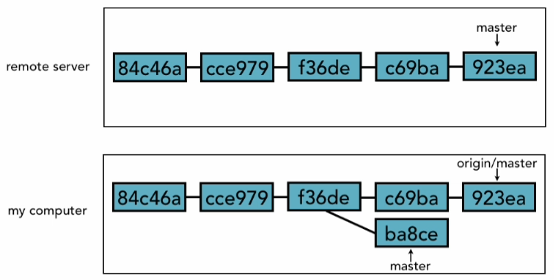 master
remote server
84c46a cce979 f36de c69ba 923ea
origin/master
84c46a cce979 f36de c69ba 923ea
my computer
ba8ce
master